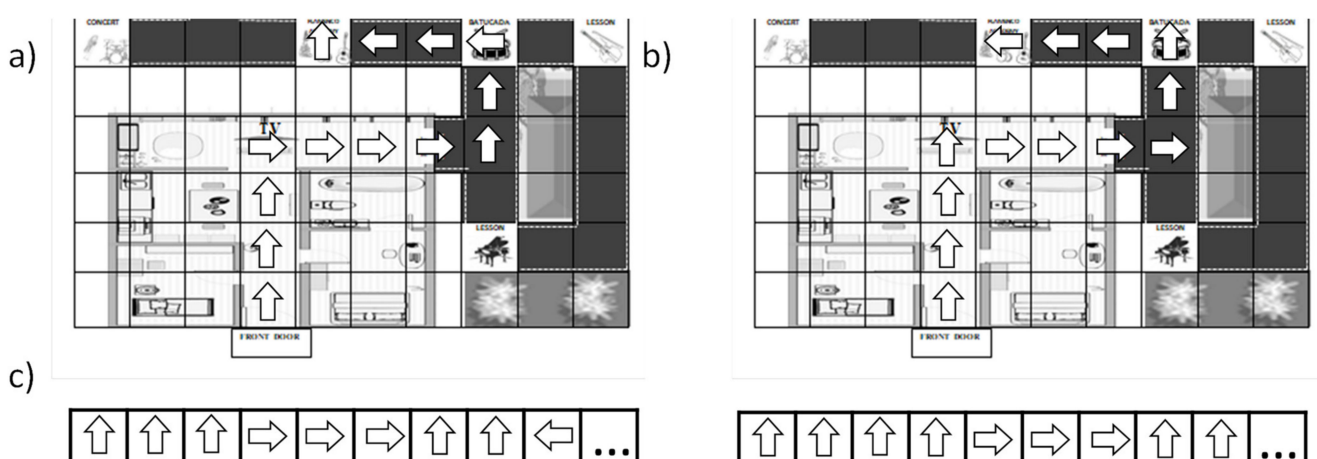 CONCERT
BATUCADA
LESSON
CONCERT
BATUCADA
LESSON
a)
b)
TV
TV
LESSON
LESSON
FRONT DOOR
FRONT DOOR
c)
...
...